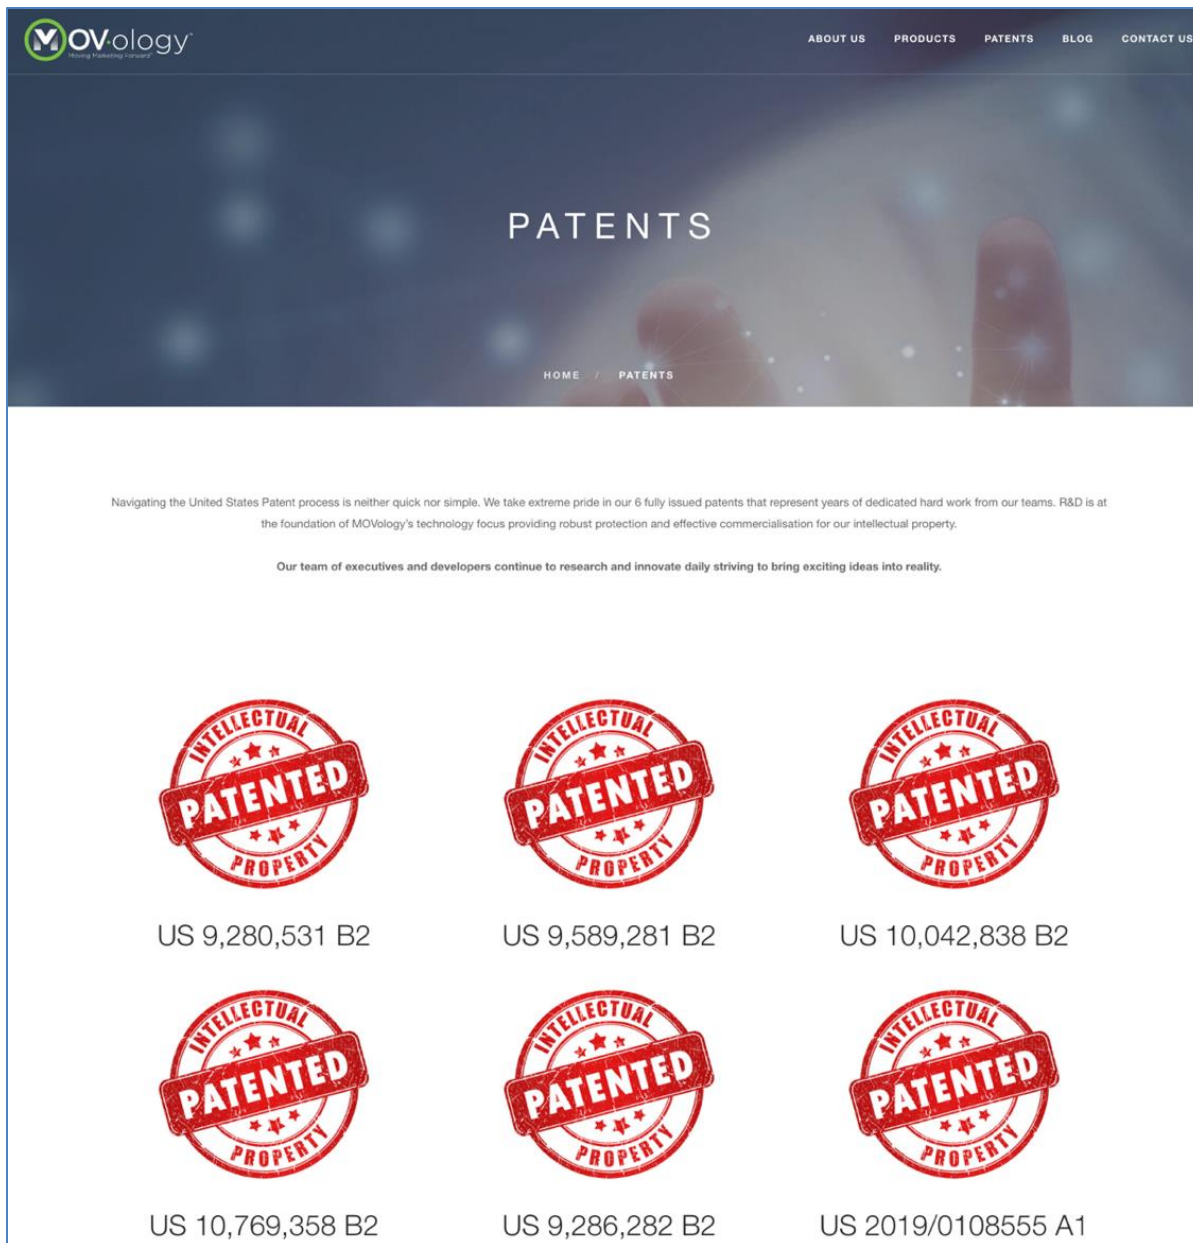 MOV·ology™
Moving Marketing Forward™
ABOUT US PRODUCTS PATENTS BLOG CONTACT US
PATENTS
HOME / PATENTS
Navigating the United States Patent process is neither quick nor simple. We take extreme pride in our 6 fully issued patents that represent years of dedicated hard work from our teams. R&D is at
the foundation of MOVology's technology focus providing robust protection and effective commercialisation for our intellectual property.
Our team of executives and developers continue to research and innovate daily striving to bring exciting ideas into reality.
INTELLECTUAL
PATENTED
PROPERTY
INTELLECTUAL
PATENTED
PROPERTY
INTELLECTUAL
PATENTED
PROPERTY
US 9,280,531 B2
US 9,589,281 B2
US 10,042,838 B2
INTELLECTUAL
PATENTED
PROPERTY
INTELLECTUAL
PATENTED
PROPERTY
INTELLECTUAL
PATENTED
PROPERTY
US 10,769,358 B2
US 9,286,282 B2
US 2019/0108555 A1